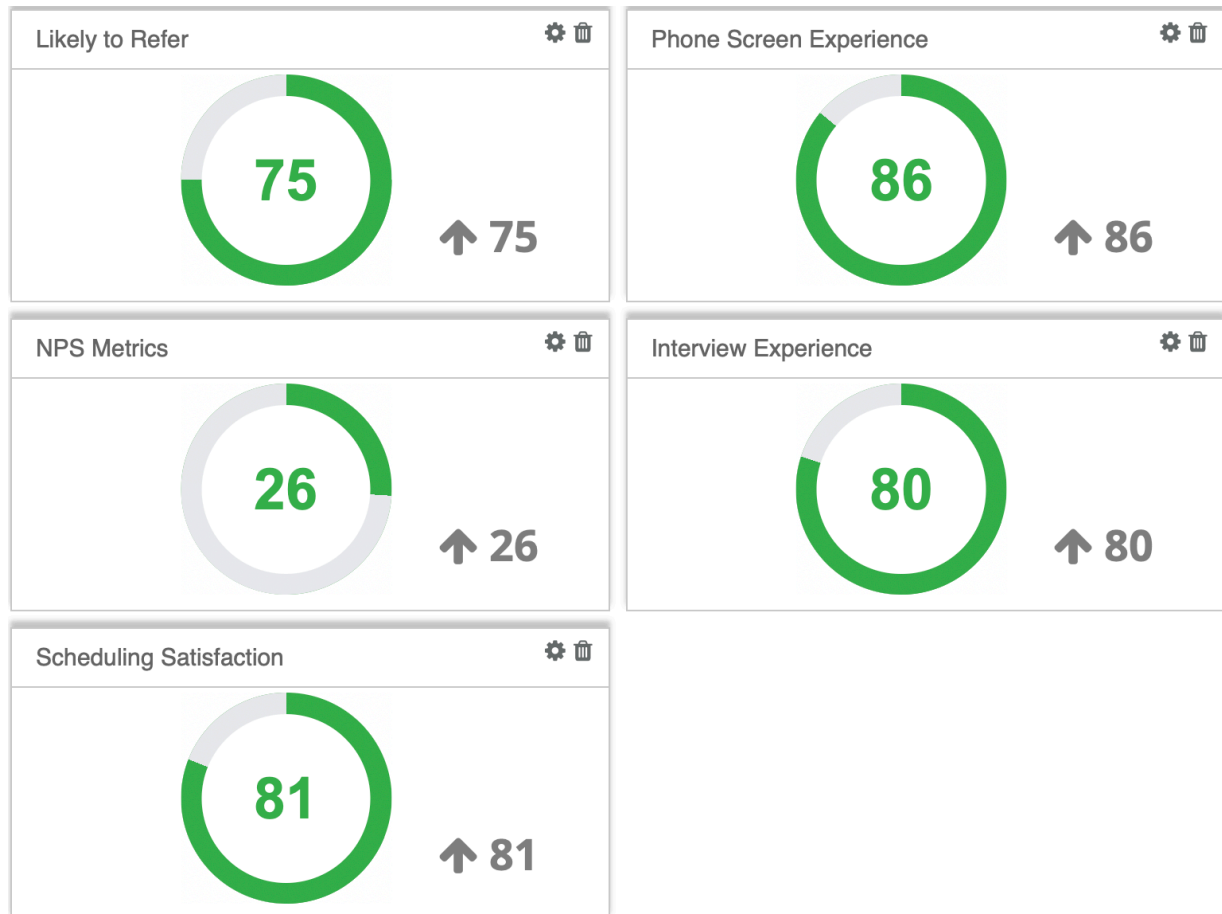 Likely to Refer
75
75
Phone Screen Experience
86
86
NPS Metrics
26
26
Interview Experience
80
80
Scheduling Satisfaction
81
81